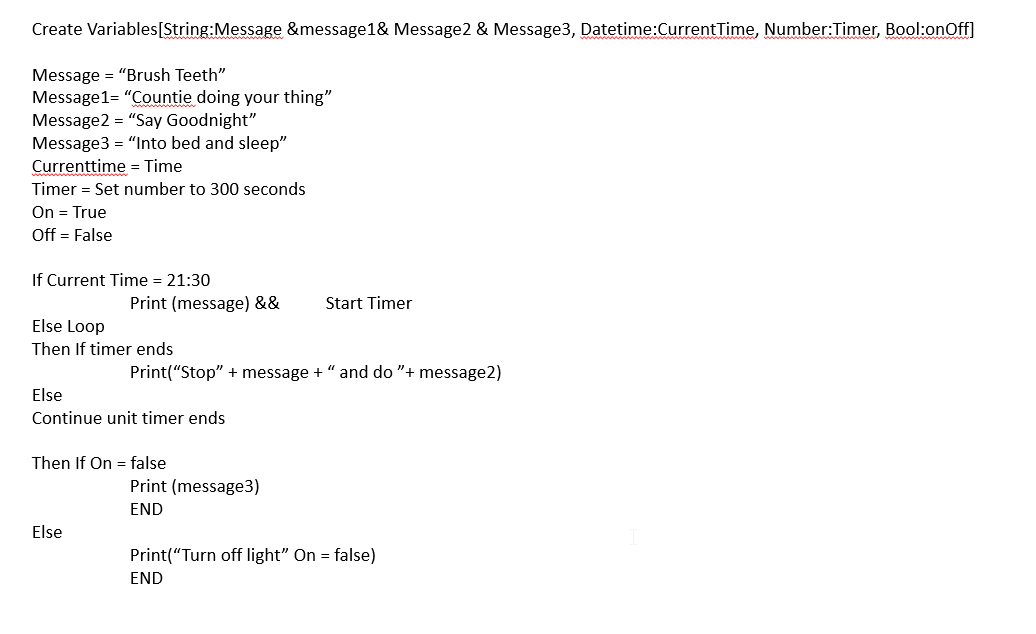 Create Variables[String:Message &message1& Message2 & Message3, Datetime:CurrentTime, Number:Timer, Bool:onOff]
Message = “Brush Teeth”
Message1= “Countie doing your thing”
Message2 = “Say Goodnight”
Message3 = “Into bed and sleep”
Currenttime = Time
Timer = Set number to 300 seconds
On = True
Off = False
If Current Time = 21:30
Print (message) && Start Timer
Else Loop
Then If timer ends
Print(“Stop” + message + “ and do ”+ message2)
Else
Continue unit timer ends
Then If On = false
Print (message3)
END
Else
Print(“Turn off light” On = false)
END